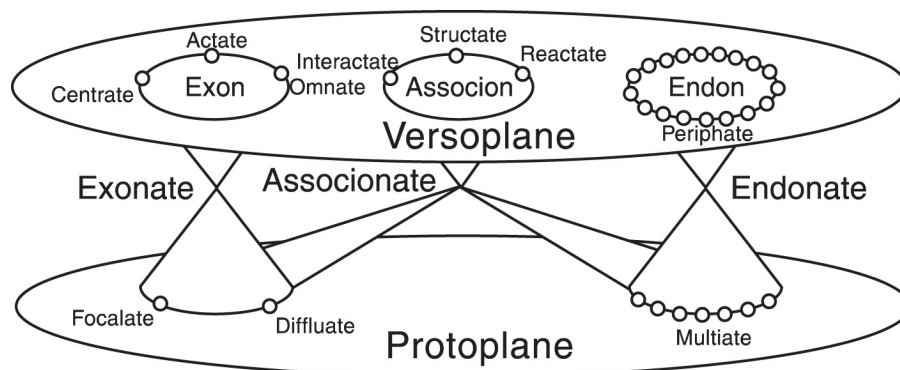 Actate
Centrate
Exon
Omnate
Interactate
Structate
Reactate
Associon
Endon
Periphate
Versoplane
Exonate
Associonate
Endonate
Focalate
Diffluate
Multiate
Protoplane